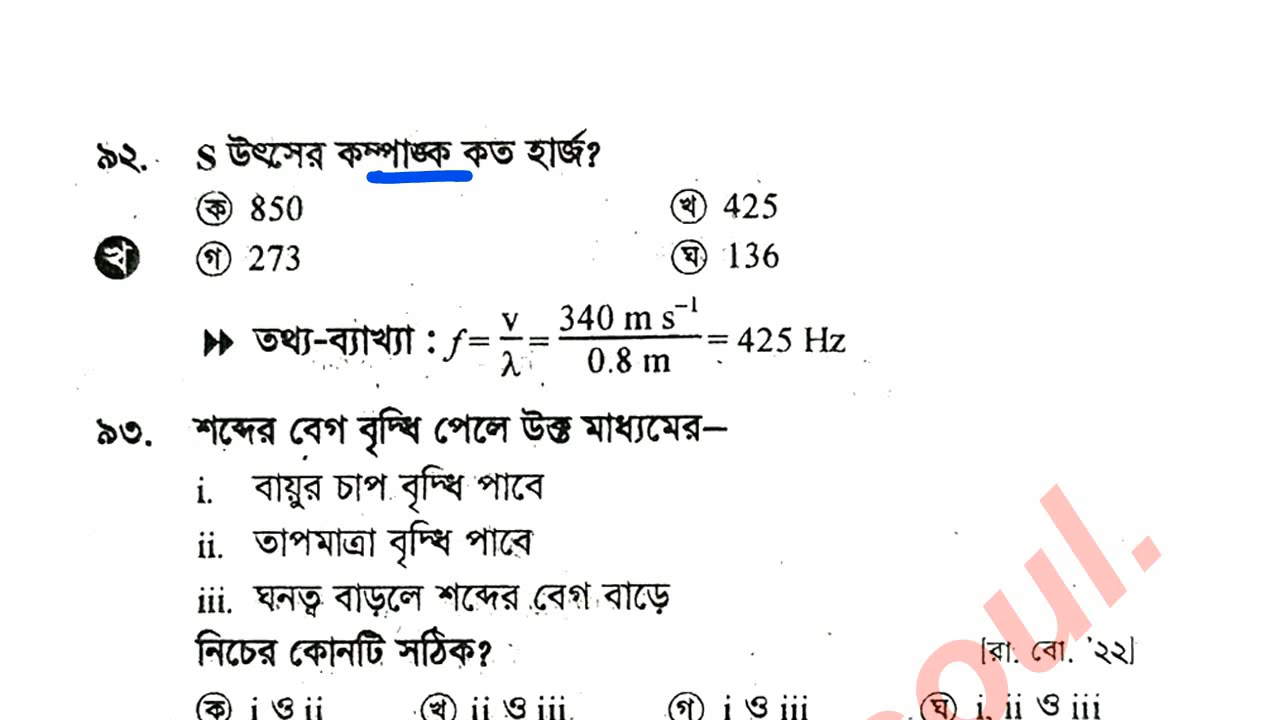 ৯২. S উৎসের কম্পাঙ্ক কত হার্জ?
ক 850 খ 425
খ গ 273 ঘ 136
তথ্য-ব্যাখ্যা : f = v/λ = 340 m s⁻¹/0.8 m = 425 Hz
৯৩. শব্দের বেগ বৃদ্ধি পেলে উক্ত মাধ্যমের–
i. বায়ুর চাপ বৃদ্ধি পাবে
ii. তাপমাত্রা বৃদ্ধি পাবে
iii. ঘনত্ব বাড়লে শব্দের বেগ বাড়ে
নিচের কোনটি সঠিক? [রা. বো. '২২]
ক i ও ii খ ii ও iii গ i ও iii ঘ i, ii ও iii
oul.